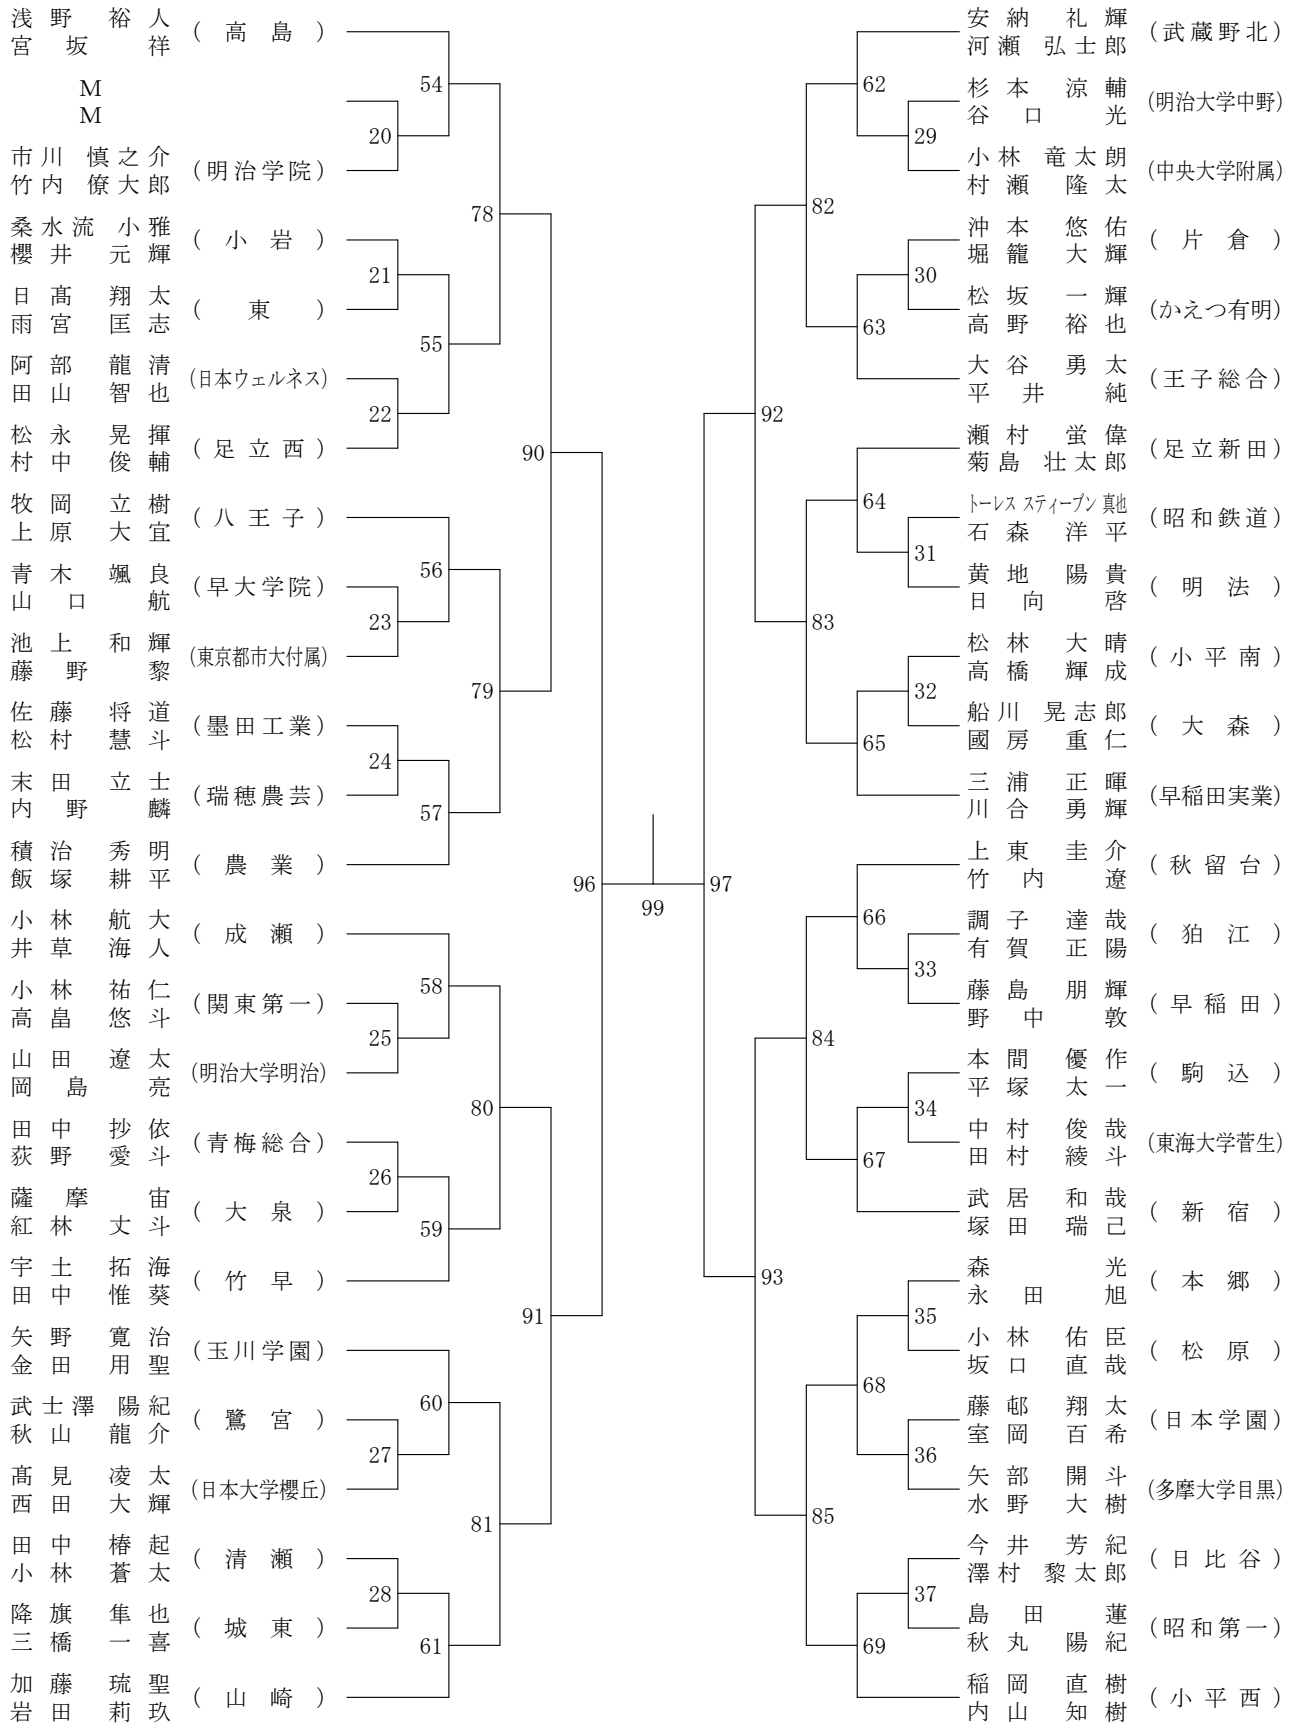 浅野裕人
宮坂祥
(高島)
M
M
市川慎之介
竹内僚大郎
(明治学院)
桑水流小雅
櫻井元輝
(小岩)
日髙翔太
雨宮匡志
(東)
阿部龍清
田山智也
(日本ウェルネス)
松永晃揮
村中俊輔
(足立西)
牧岡立樹
上原大宜
(八王子)
青木颯良
山口航
(早大学院)
池上和輝
藤野黎
(東京都市大付属)
佐藤将道
松村慧斗
(墨田工業)
末田立士
内野麟
(瑞穂農芸)
積治秀明
飯塚耕平
(農業)
小林航大
井草海人
(成瀬)
小林祐仁
高畠悠斗
(関東第一)
山田遼太
岡島亮
(明治大学明治)
田中抄依
荻野愛斗
(青梅総合)
薩摩宙
紅林丈斗
(大泉)
宇土拓海
田中惟葵
(竹早)
矢野寛治
金田用聖
(玉川学園)
武士澤陽紀
秋山龍介
(鷺宮)
髙見凌太
西田大輝
(日本大学櫻丘)
田中椿起
小林蒼太
(清瀬)
降旗隼也
三橋一喜
(城東)
加藤琉聖
岩田莉玖
(山崎)
54
20
78
21
55
22
90
56
23
79
24
57
96
58
25
80
26
59
91
60
27
81
28
61
99
97
62
29
82
30
63
92
64
31
83
32
65
66
33
84
34
67
93
35
68
36
85
37
69
安納礼輝
河瀬弘士郎
(武蔵野北)
杉本涼輔
谷口光
(明治大学中野)
小林竜太朗
村瀬隆太
(中央大学附属)
沖本悠佑
堀籠大輝
(片倉)
松坂一輝
高野裕也
(かえつ有明)
大谷勇太
平井純
(王子総合)
瀬村蛍偉
菊島壮太郎
(足立新田)
トーレス スティーブン 真也
石森洋平
(昭和鉄道)
黄地陽貴
日向啓
(明法)
松林大晴
高橋輝成
(小平南)
船川晃志郎
國房重仁
(大森)
三浦正暉
川合勇輝
(早稲田実業)
上東圭介
竹内遼
(秋留台)
調子達哉
有賀正陽
(狛江)
藤島朋輝
野中敦
(早稲田)
本間優作
平塚太一
(駒込)
中村俊哉
田村綾斗
(東海大学菅生)
武居和哉
塚田瑞己
(新宿)
森光
永田旭
(本郷)
小林佑臣
坂口直哉
(松原)
藤邨翔太
室岡百希
(日本学園)
矢部開斗
水野大樹
(多摩大学目黒)
今井芳紀
澤村黎太郎
(日比谷)
島田蓮
秋丸陽紀
(昭和第一)
稲岡直樹
内山知樹
(小平西)